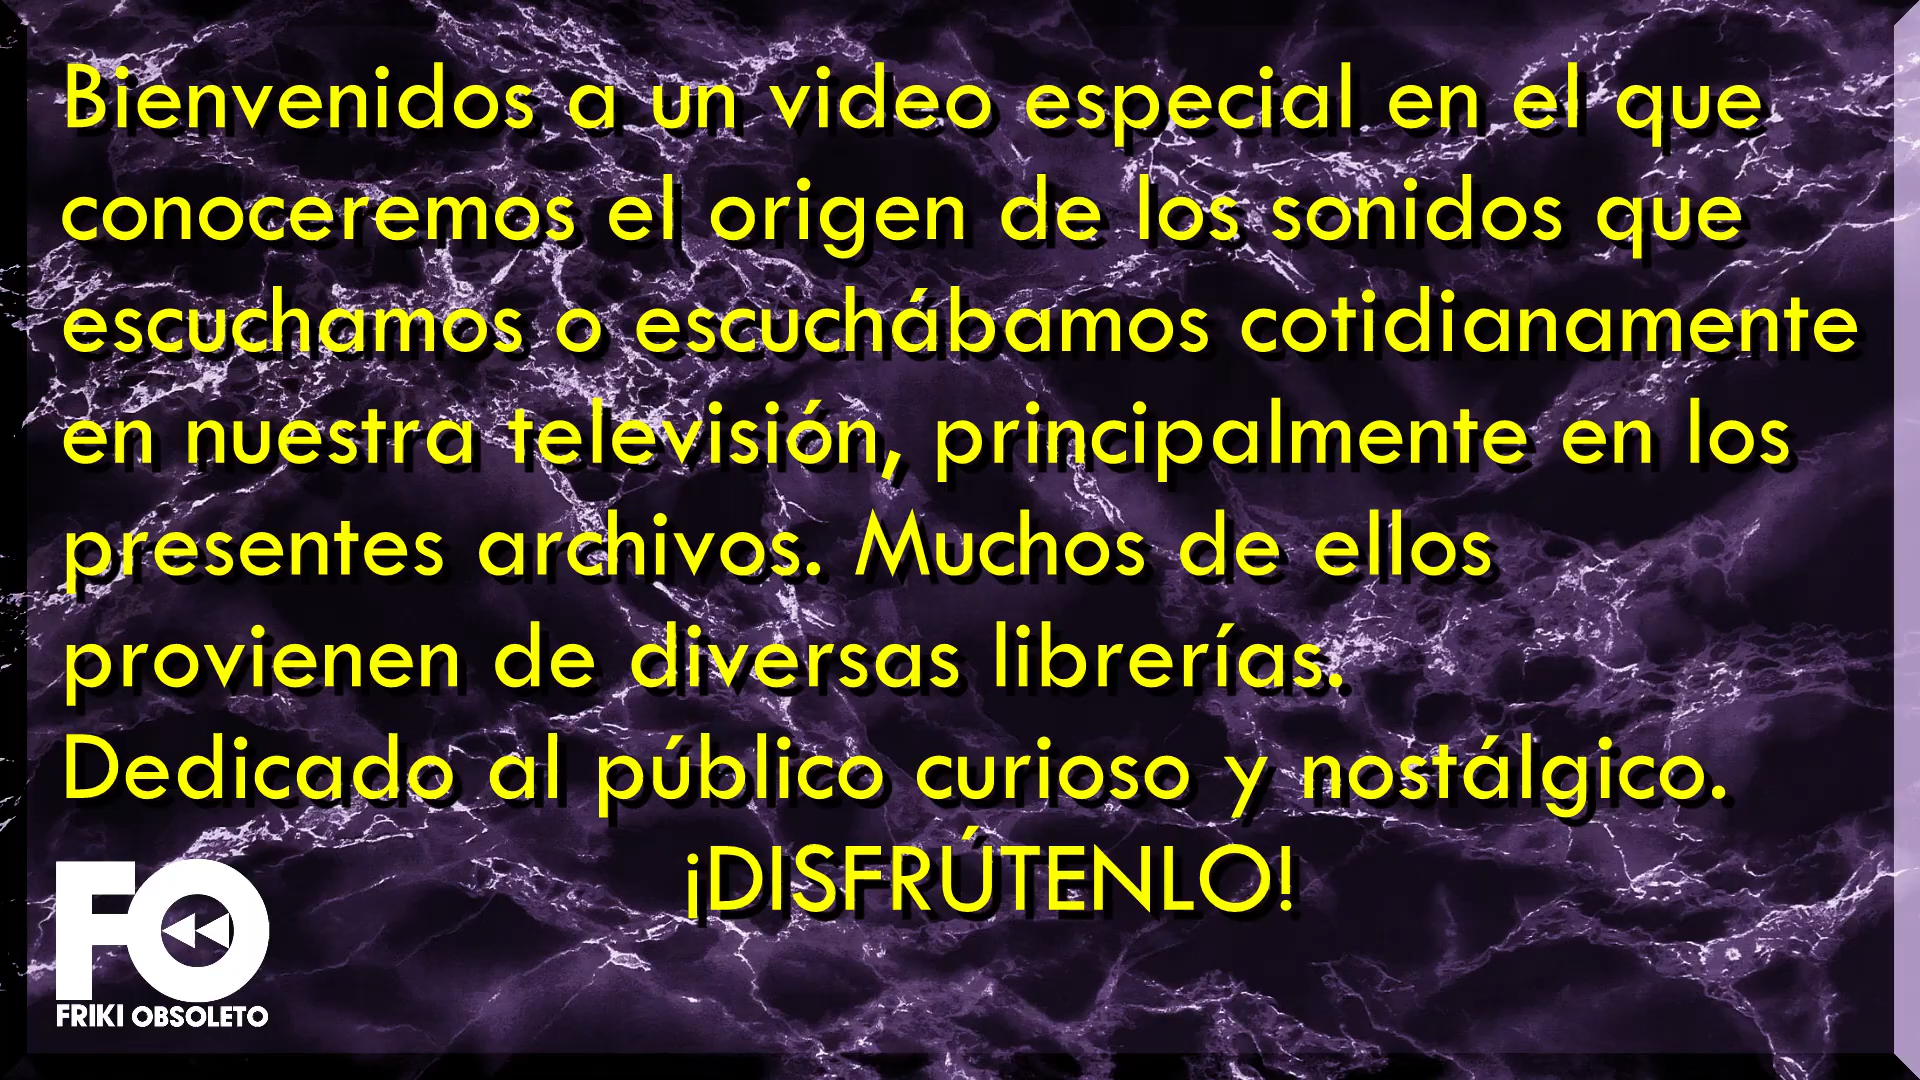 Bienvenidos a un video especial en el que
conoceremos el origen de los sonidos que
escuchamos o escuchábamos cotidianamente
en nuestra televisión, principalmente en los
presentes archivos. Muchos de ellos
provienen de diversas librerías.
Dedicado al público curioso y nostálgico.
¡DISFRÚTENLO!
FO
FRIKI OBSOLETO